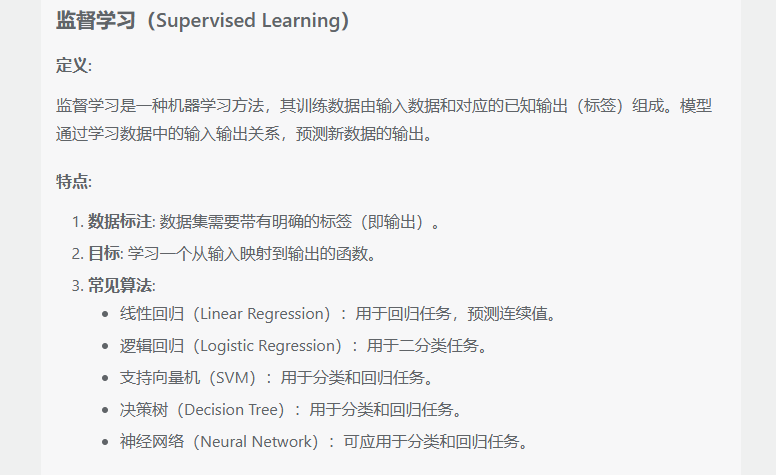 监督学习（Supervised Learning）
定义:
监督学习是一种机器学习方法，其训练数据由输入数据和对应的已知输出（标签）组成。模型
通过学习数据中的输入输出关系，预测新数据的输出。
特点:
1. 数据标注: 数据集需要带有明确的标签（即输出）。
2. 目标: 学习一个从输入映射到输出的函数。
3. 常见算法:
• 线性回归（Linear Regression）：用于回归任务，预测连续值。
• 逻辑回归（Logistic Regression）：用于二分类任务。
• 支持向量机（SVM）：用于分类和回归任务。
• 决策树（Decision Tree）：用于分类和回归任务。
• 神经网络（Neural Network）：可应用于分类和回归任务。